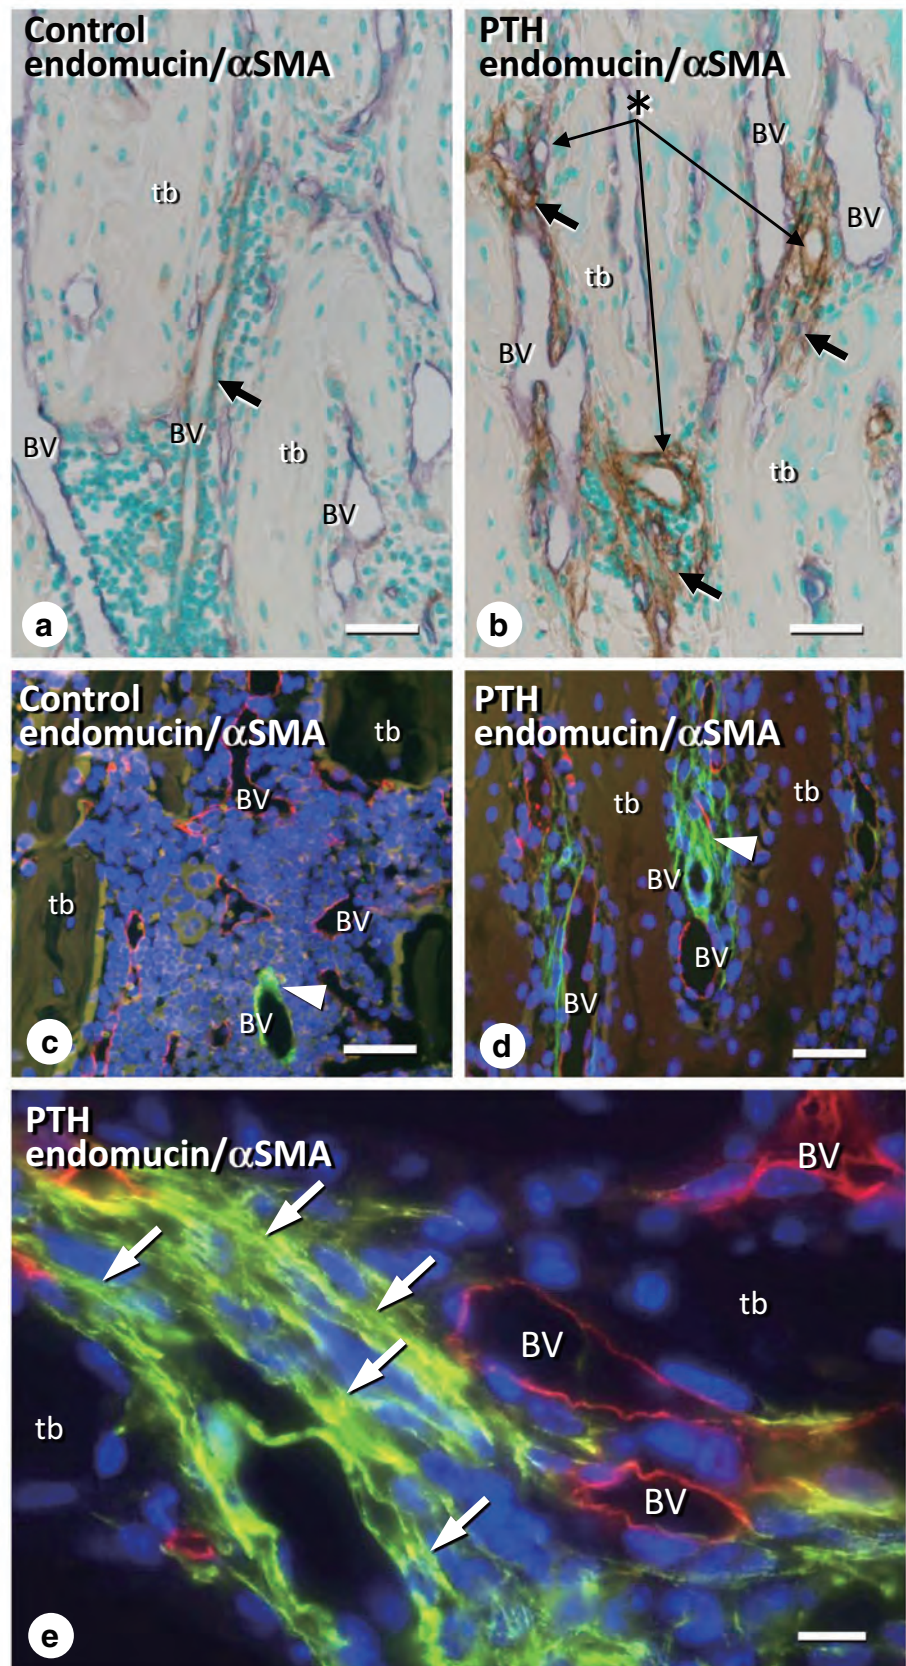 Control
endomucin/αSMA
tb
BV
BV
tb
BV
a
PTH
endomucin/αSMA
*
BV
BV
tb
BV
tb
b
Control
endomucin/αSMA
tb
BV
tb
BV
BV
c
PTH
endomucin/αSMA
tb
tb
BV
BV
BV
d
PTH
endomucin/αSMA
BV
tb
BV
tb
BV
e